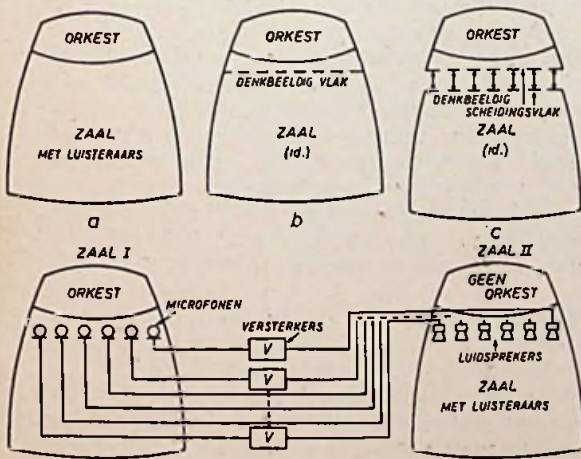 ORKEST
ZAAL
MET LUISTERAARS
a
ORKEST
DENKBEELDIG VLAK
ZAAL
(id.)
b
ORKEST
DENKBEELDIG
SCHEIDINGSVLAK
ZAAL
(id.)
c
ZAAL I
ORKEST
MICROFONEN
VERSTERKERS
V
V
V
ZAAL II
GEEN
ORKEST
LUIDSPREKERS
ZAAL
MET LUISTERAARS